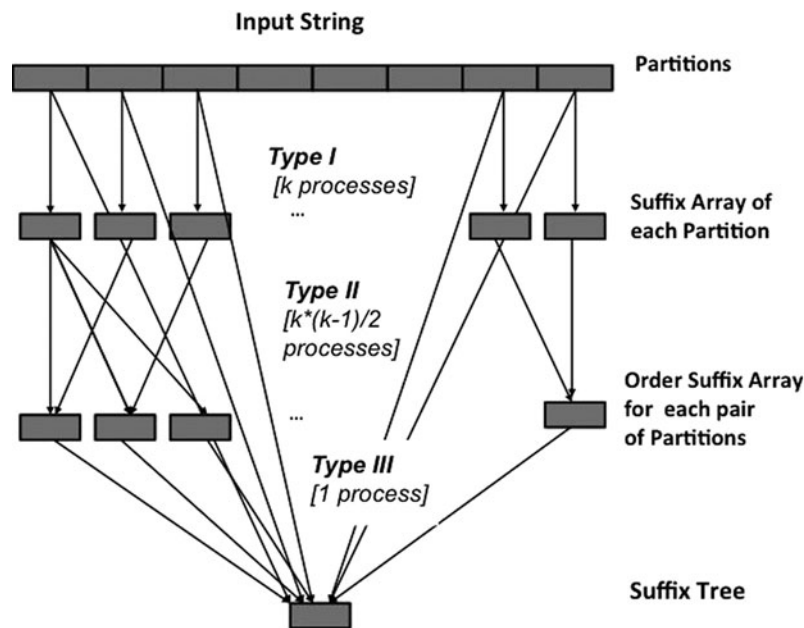 Input String
Partitions
Type I
[k processes]
...
Suffix Array of
each Partition
Type II
[k*(k-1)/2
processes]
...
Order Suffix Array
for each pair
of Partitions
Type III
[1 process]
Suffix Tree